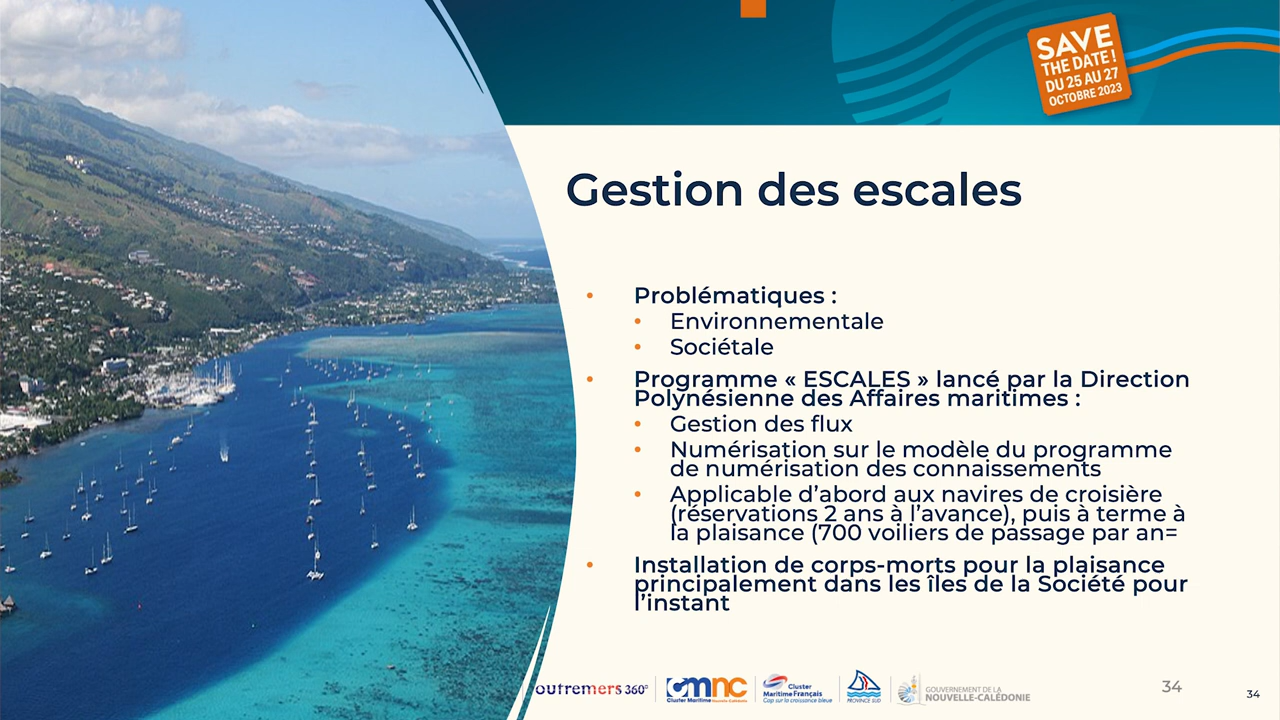 SAVE
THE DATE !
DU 25 AU 27
OCTOBRE 2023
Gestion des escales
• Problématiques :
• Environnementale
• Sociétale
• Programme « ESCALES » lancé par la Direction
Polynésienne des Affaires maritimes :
• Gestion des flux
• Numérisation sur le modèle du programme
de numérisation des connaissements
• Applicable d’abord aux navires de croisière
(réservations 2 ans à l’avance), puis à terme à
la plaisance (700 voiliers de passage par an=
• Installation de corps-morts pour la plaisance
principalement dans les îles de la Société pour
l’instant
outremers 360°
cmnc
Cluster Maritime Nouvelle-Calédonie
Cluster
Maritime Français
Cap sur la croissance bleue
PROVINCE SUD
GOUVERNEMENT DE LA
NOUVELLE-CALÉDONIE
34
34